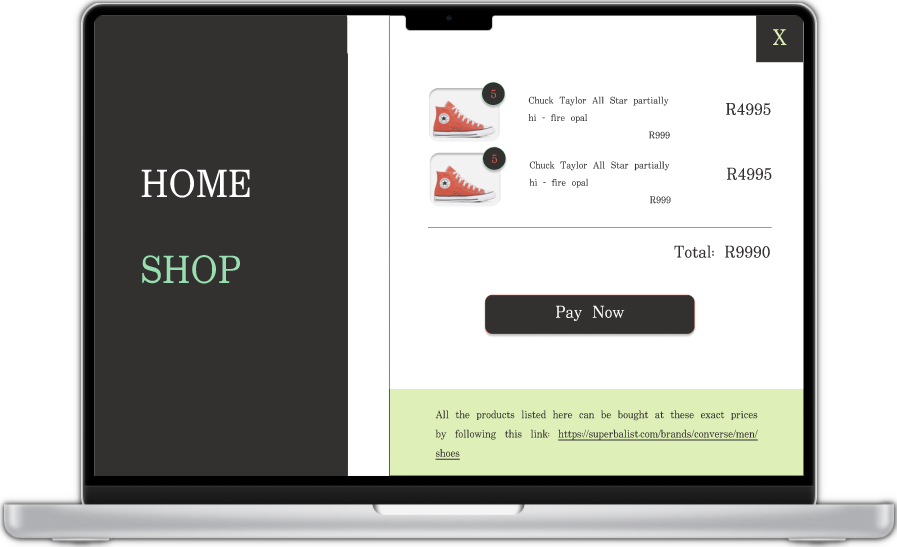 X
HOME
SHOP
5
Chuck Taylor All Star partially
hi - fire opal
R999
R4995
5
Chuck Taylor All Star partially
hi - fire opal
R999
R4995
Total: R9990
Pay Now
All the products listed here can be bought at these exact prices
by following this link: https://superbalist.com/brands/converse/men/
shoes